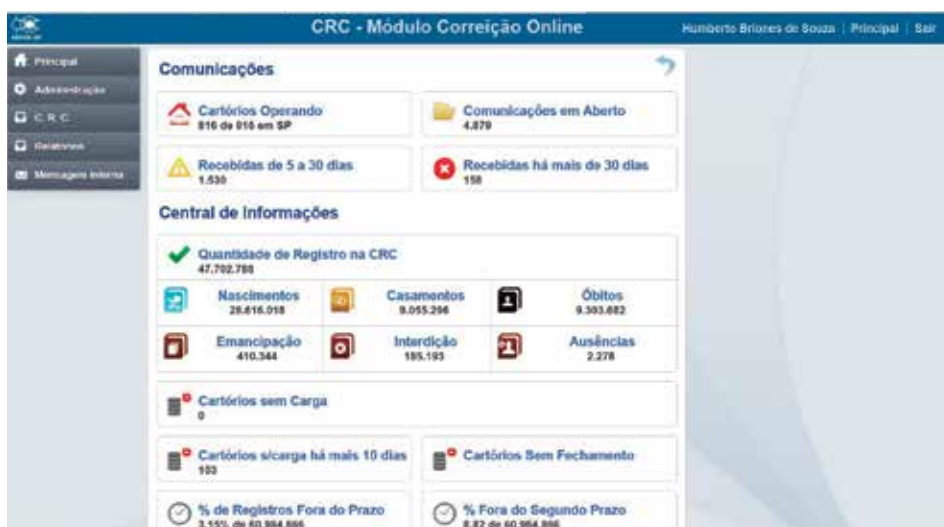 CRC - Módulo Correição Online
Humberto Briones de Souza | Principal | Sair
Principal
Administração
C R C
Relatórios
Mensagem Interna
Comunicações
Cartórios Operando
816 de 816 em SP
Comunicações em Aberto
4.879
Recebidas de 5 a 30 dias
1.530
Recebidas há mais de 30 dias
158
Central de Informações
Quantidade de Registro na CRC
47.702.788
Nascimentos
28.616.018
Casamentos
9.055.296
Óbitos
9.303.682
Emancipação
410.344
Interdição
185.193
Ausências
2.278
Cartórios sem Carga
0
Cartórios s/carga há mais 10 dias
103
Cartórios Sem Fechamento
% de Registros Fora do Prazo
% Fora do Segundo Prazo